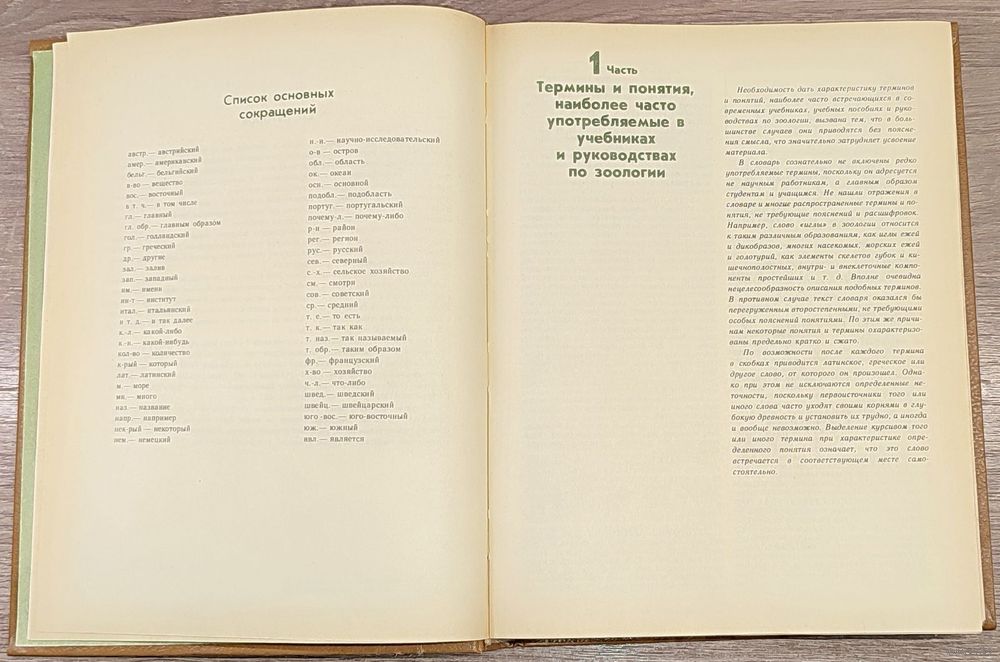 Список основных
сокращений
австр.— австрийский
амер.— американский
бельг.— бельгийский
в-во — вещество
вос.— восточный
в т. ч.— в том числе
гл.— главный
гл. обр.— главным образом
гол.— голландский
гр.— греческий
др.— другие
зал.— залив
зап.— западный
им.— имени
ин-т — институт
итал.— итальянский
и т. д.— и так далее
к.-л.— какой-либо
к.-н.— какой-нибудь
кол-во — количество
к-рый — который
лат.— латинский
м.— море
мн.— много
наз.— название
напр.— например
нек-рый — некоторый
нем.— немецкий
н.-и.— научно-исследовательский
о-в — остров
обл.— область
ок.— океан
осн.— основной
подобл.— подобласть
португ.— португальский
почему-л.— почему-либо
р-н — район
рег.— регион
рус.— русский
сев.— северный
с.-х.— сельское хозяйство
см.— смотри
сов.— советский
ср.— средний
т. е.— то есть
т. к.— так как
т. наз.— так называемый
т. обр.— таким образом
фр.— французский
х-во — хозяйство
ч.-л.— что-либо
швед.— шведский
швейц.— швейцарский
юго-вос.— юго-восточный
юж.— южный
явл — является
1 Часть
Термины и понятия,
наиболее часто
употребляемые в
учебниках
и руководствах
по зоологии
Необходимость дать характеристику терминов
и понятий, наиболее часто встречающихся в со-
временных учебниках, учебных пособиях и руко-
водствах по зоологии, вызвана тем, что в боль-
шинстве случаев они приводятся без поясне-
ния смысла, что значительно затрудняет усвоение
материала.
В словарь сознательно не включены редко
употребляемые термины, поскольку он адресуется
не научным работникам, а главным образом
студентам и учащимся. Не нашли отражения в
словаре и многие распространенные термины и по-
нятия, не требующие пояснений и расшифровок.
Например, слово «иглы» в зоологии относится
к таким различным образованиям, как иглы ежей
и дикобразов, многих насекомых, морских ежей
и голотурий, как элементы скелетов губок и ки-
шечнополостных, внутри- и внеклеточные компо-
ненты простейших и т. д. Вполне очевидна
нецелесообразность описания подобных терминов.
В противном случае текст словаря оказался бы
перегруженным второстепенными, не требующими
особых пояснений понятиями. По этим же причи-
нам некоторые понятия и термины охарактеризо-
ваны предельно кратко и сжато.
По возможности после каждого термина
в скобках приводится латинское, греческое или
другое слово, от которого он произошел. Одна-
ко при этом не исключаются определенные не-
точности, поскольку первоисточники того или
иного слова часто уходят своими корнями в глу-
бокую древность и установить их трудно, а иногда
и вообще невозможно. Выделение курсивом того
или иного термина при характеристике опре-
деленного понятия означает, что это слово
встречается в соответствующем месте само-
стоятельно.